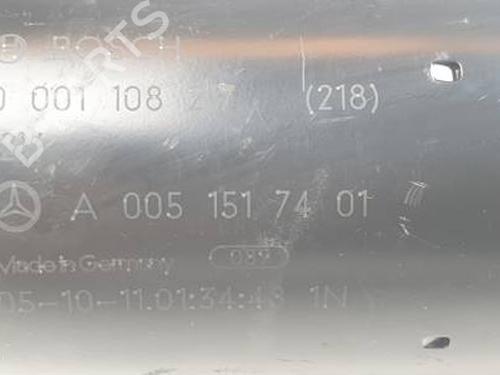 BOSCH
0 001 108 (218)
A 005 151 74 01
Made in Germany 089
05-10-11.01:34:43 1N
B PARTS